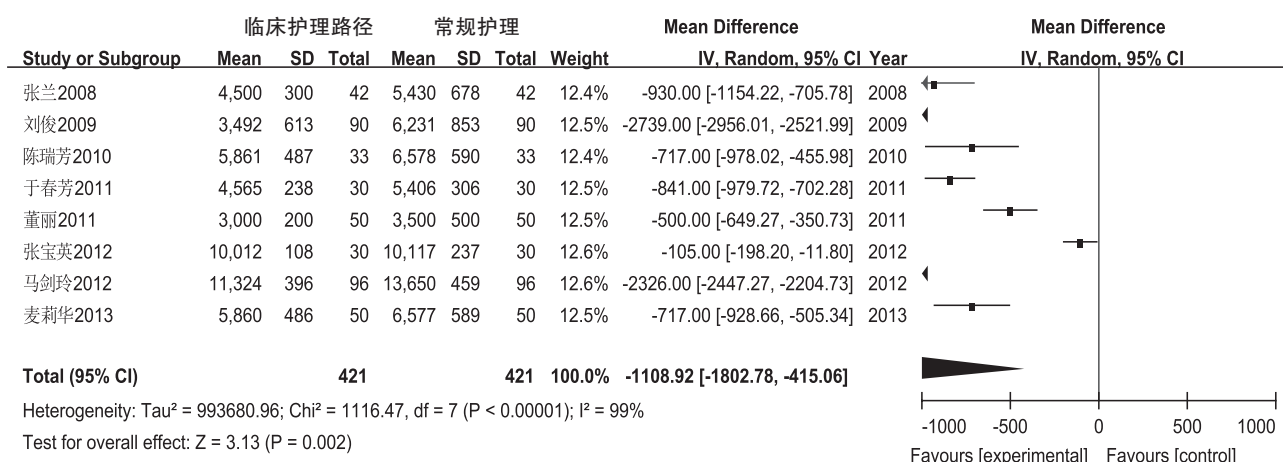 临床护理路径 常规护理 Mean Difference Mean Difference
Study or Subgroup Mean SD Total Mean SD Total Weight IV, Random, 95% CI Year IV, Random, 95% CI
张兰2008 4,500 300 42 5,430 678 42 12.4% -930.00 [-1154.22, -705.78] 2008
刘俊2009 3,492 613 90 6,231 853 90 12.5% -2739.00 [-2956.01, -2521.99] 2009
陈瑞芳2010 5,861 487 33 6,578 590 33 12.4% -717.00 [-978.02, -455.98] 2010
于春芳2011 4,565 238 30 5,406 306 30 12.5% -841.00 [-979.72, -702.28] 2011
董丽2011 3,000 200 50 3,500 500 50 12.5% -500.00 [-649.27, -350.73] 2011
张宝英2012 10,012 108 30 10,117 237 30 12.6% -105.00 [-198.20, -11.80] 2012
马剑玲2012 11,324 396 96 13,650 459 96 12.6% -2326.00 [-2447.27, -2204.73] 2012
麦莉华2013 5,860 486 50 6,577 589 50 12.5% -717.00 [-928.66, -505.34] 2013
Total (95% CI) 421 421 100.0% -1108.92 [-1802.78, -415.06]
Heterogeneity: Tau² = 993680.96; Chi² = 1116.47, df = 7 (P < 0.00001); I² = 99%
Test for overall effect: Z = 3.13 (P = 0.002)
-1000 -500 0 500 1000
Favours [experimental] Favours [control]